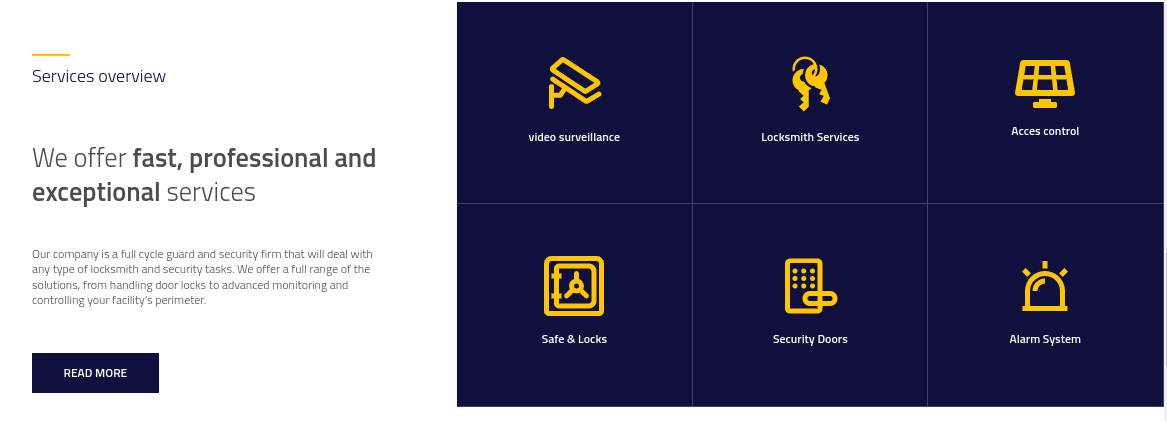 Services overview
We offer fast, professional and
exceptional services
Our company is a full cycle guard and security firm that will deal with
any type of locksmith and security tasks. We offer a full range of the
solutions, from handling door locks to advanced monitoring and
controlling your facility's perimeter.
READ MORE
video surveillance
Locksmith Services
Acces control
Safe & Locks
Security Doors
Alarm System